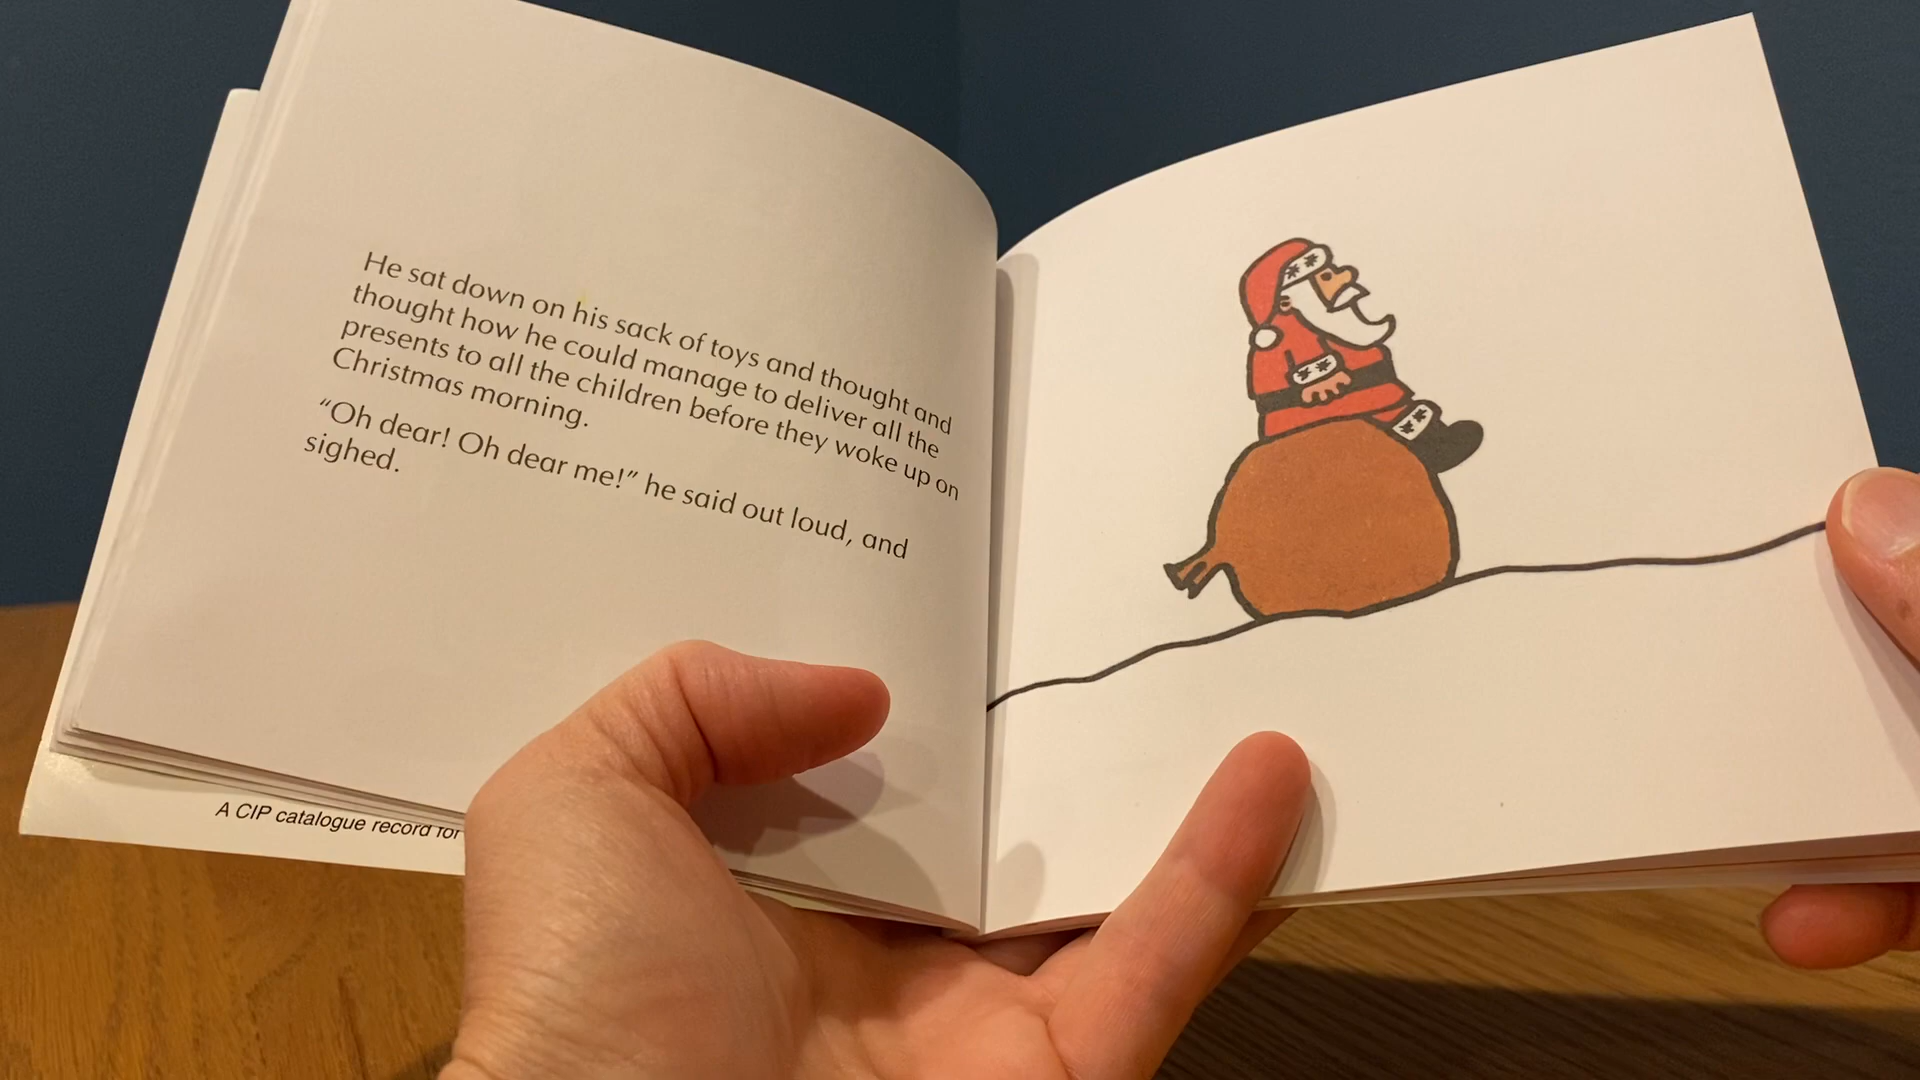 He sat down on his sack of toys and thought and
thought how he could manage to deliver all the
presents to all the children before they woke up on
Christmas morning.
“Oh dear! Oh dear me!” he said out loud, and
sighed.
A CIP catalogue record for